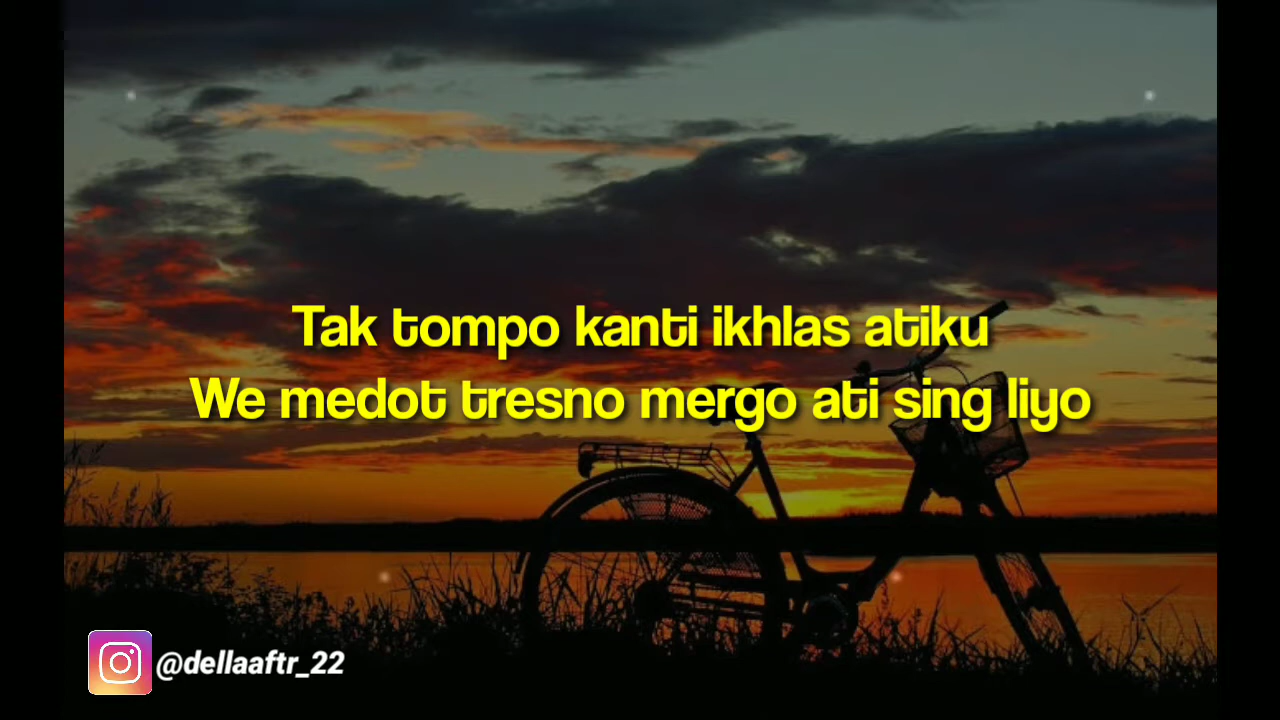 Tak tompo kanti ikhlas atiku
We medot tresno mergo ati sing liyo
@dellaaftr_22